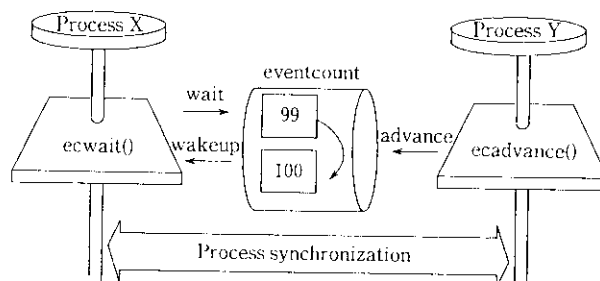 Process X
Process Y
eventcount
wait
99
ecwait()
wakeup
advance
ecadvance()
100
Process synchronization